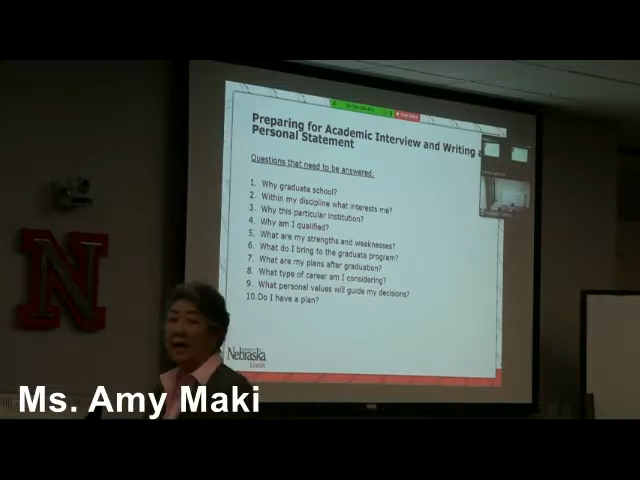 Preparing for Academic Interview and Writing a
Personal Statement
Questions that need to be answered:
1. Why graduate school?
2. Within my discipline what interests me?
3. Why this particular institution?
4. Why am I qualified?
5. What are my strengths and weaknesses?
6. What do I bring to the graduate program?
7. What are my plans after graduation?
8. What type of career am I considering?
9. What personal values will guide my decisions?
10. Do I have a plan?
N
Nebraska
Lincoln
Ms. Amy Maki